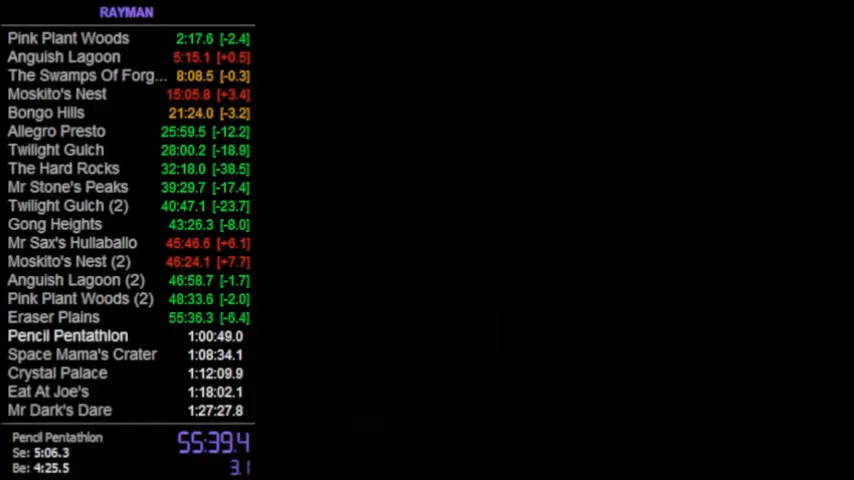 RAYMAN
Pink Plant Woods 2:17.6 [-2.4]
Anguish Lagoon 5:15.1 [+0.5]
The Swamps Of Forg... 8:08.5 [-0.3]
Moskito's Nest 15:05.8 [+3.4]
Bongo Hills 21:24.0 [-3.2]
Allegro Presto 25:59.5 [-12.2]
Twilight Gulch 28:00.2 [-18.9]
The Hard Rocks 32:18.0 [-38.5]
Mr Stone's Peaks 39:29.7 [-17.4]
Twilight Gulch (2) 40:47.1 [-23.7]
Gong Heights 43:26.3 [-8.0]
Mr Sax's Hullaballo 45:46.6 [+6.1]
Moskito's Nest (2) 46:24.1 [+7.7]
Anguish Lagoon (2) 46:58.7 [-1.7]
Pink Plant Woods (2) 48:33.6 [-2.0]
Eraser Plains 55:36.3 [-6.4]
Pencil Pentathlon 1:00:49.0
Space Mama's Crater 1:08:34.1
Crystal Palace 1:12:09.9
Eat At Joe's 1:18:02.1
Mr Dark's Dare 1:27:27.8
Pencil Pentathlon 55:39.4
Se: 5:06.3
Be: 4:25.5 3.1